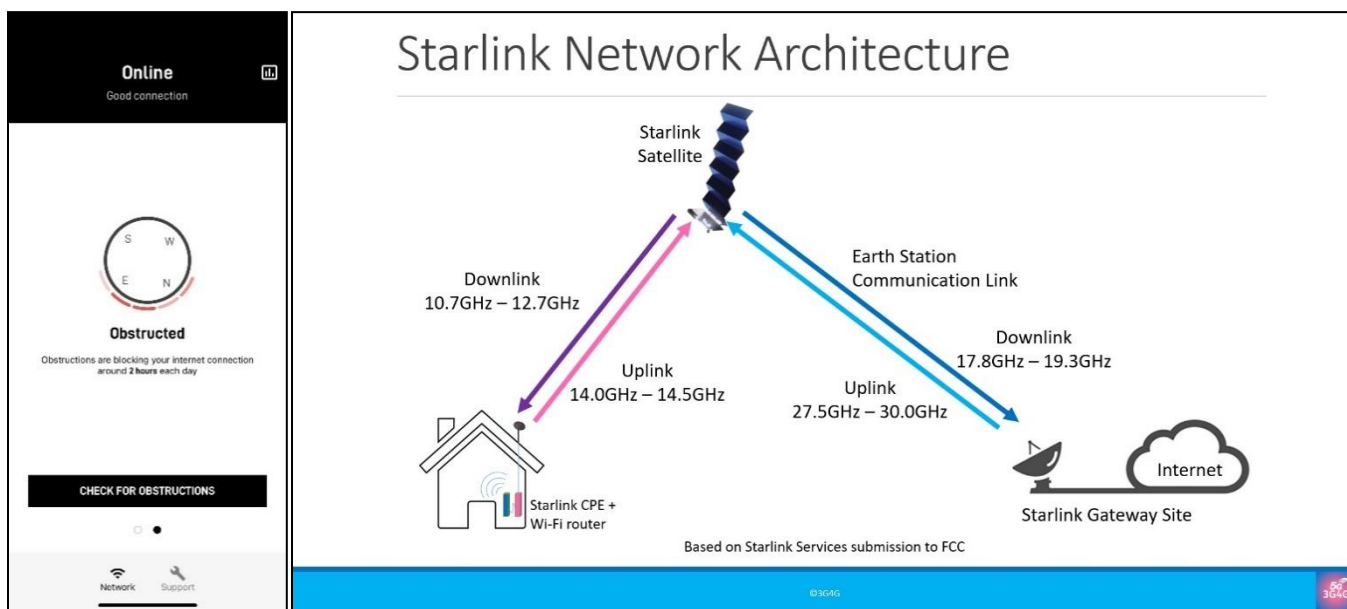 Online
Good connection
S W
E N
Obstructed
Obstructions are blocking your internet connection
around 2 hours each day
CHECK FOR OBSTRUCTIONS
Network
Support
Starlink Network Architecture
Starlink
Satellite
Downlink
10.7GHz – 12.7GHz
Uplink
14.0GHz – 14.5GHz
Earth Station
Communication Link
Downlink
17.8GHz – 19.3GHz
Uplink
27.5GHz – 30.0GHz
Starlink CPE +
Wi-Fi router
Internet
Starlink Gateway Site
Based on Starlink Services submission to FCC
©3G4G
5G
3G4G